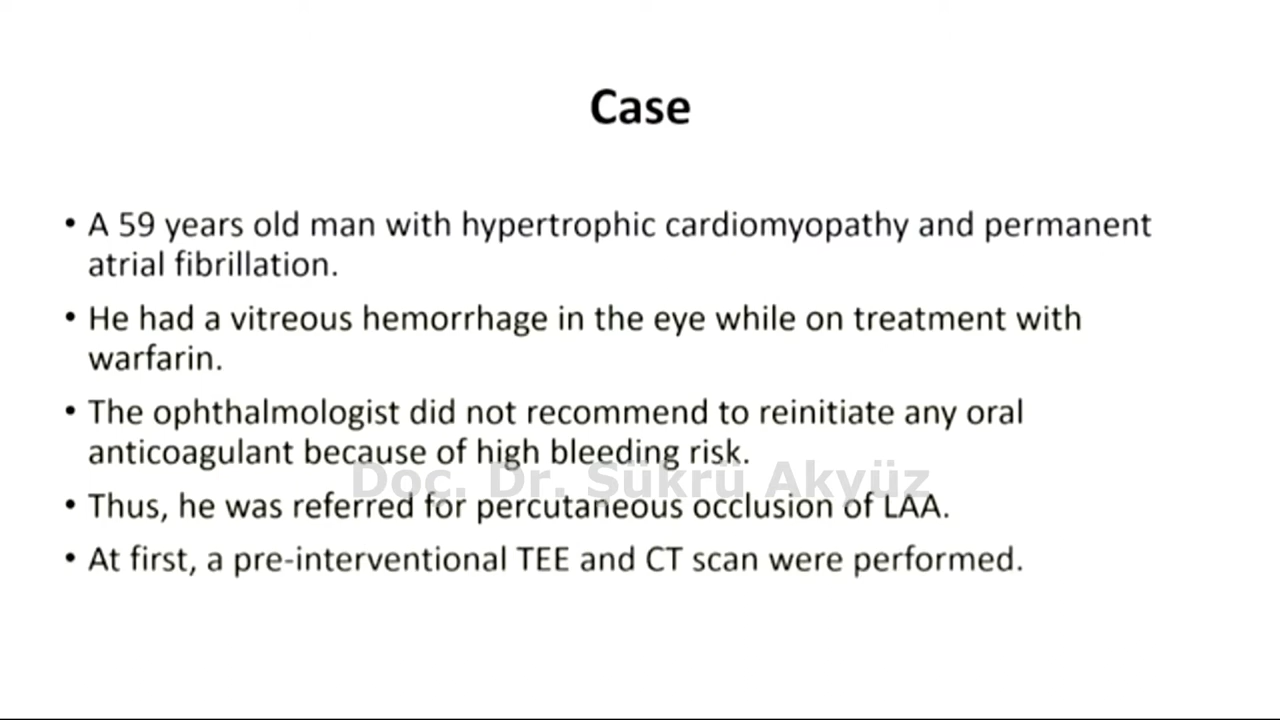 Case
• A 59 years old man with hypertrophic cardiomyopathy and permanent
atrial fibrillation.
• He had a vitreous hemorrhage in the eye while on treatment with
warfarin.
• The ophthalmologist did not recommend to reinitiate any oral
anticoagulant because of high bleeding risk.
Doc. Dr. Şükrü Akyüz
• Thus, he was referred for percutaneous occlusion of LAA.
• At first, a pre-interventional TEE and CT scan were performed.